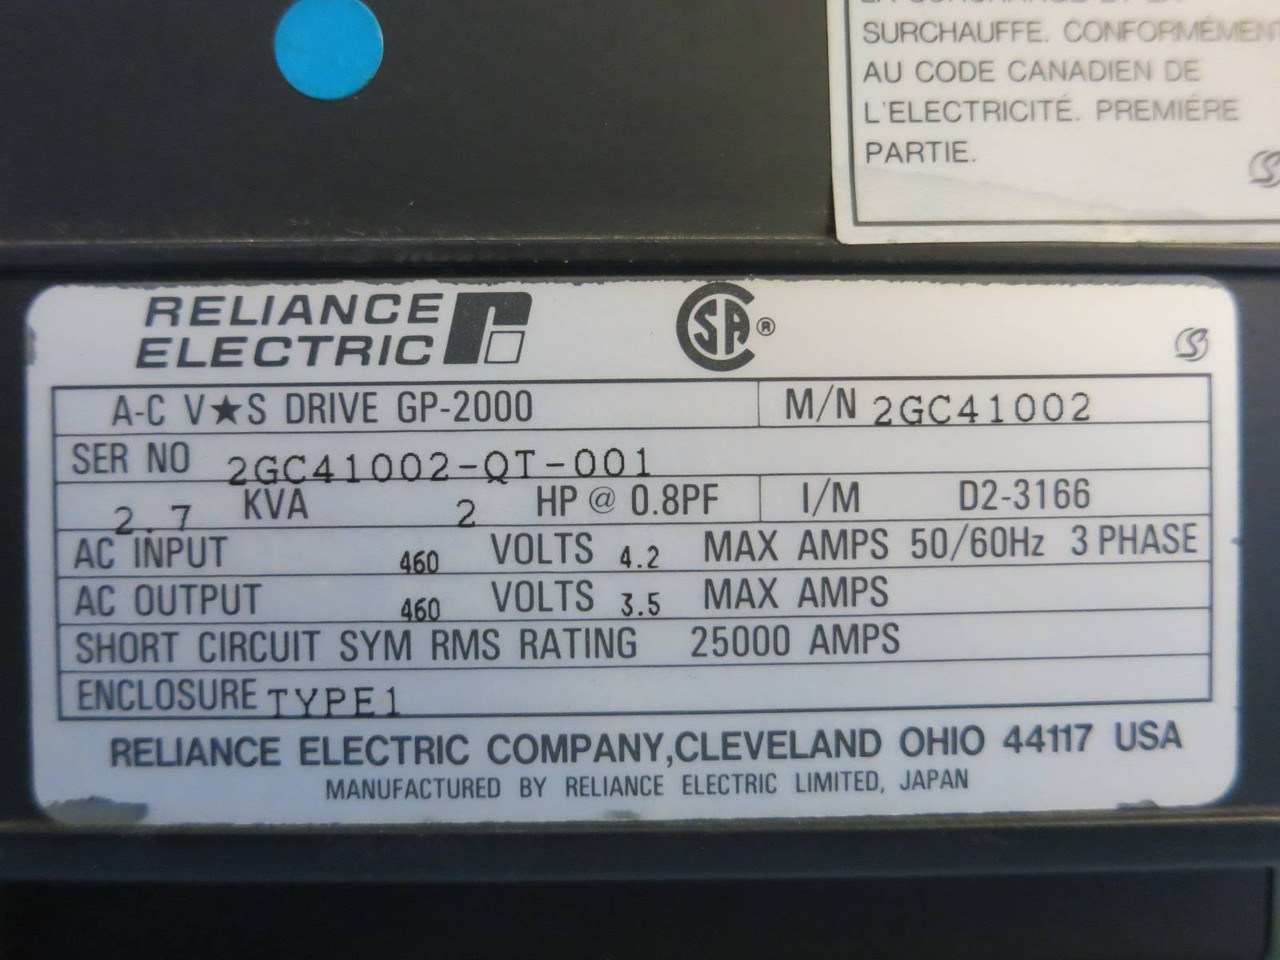 SURCHAUFFE. CONFORMÉMENT
AU CODE CANADIEN DE
L'ELECTRICITÉ. PREMIÉRE
PARTIE.
RELIANCE
ELECTRIC
SA ®
A-C V★S DRIVE GP-2000 M/N 2GC41002
SER NO 2GC41002-QT-001
2.7 KVA 2 HP @ 0.8PF I/M D2-3166
AC INPUT 460 VOLTS 4.2 MAX AMPS 50/60Hz 3 PHASE
AC OUTPUT 460 VOLTS 3.5 MAX AMPS
SHORT CIRCUIT SYM RMS RATING 25000 AMPS
ENCLOSURE TYPE1
RELIANCE ELECTRIC COMPANY,CLEVELAND OHIO 44117 USA
MANUFACTURED BY RELIANCE ELECTRIC LIMITED, JAPAN